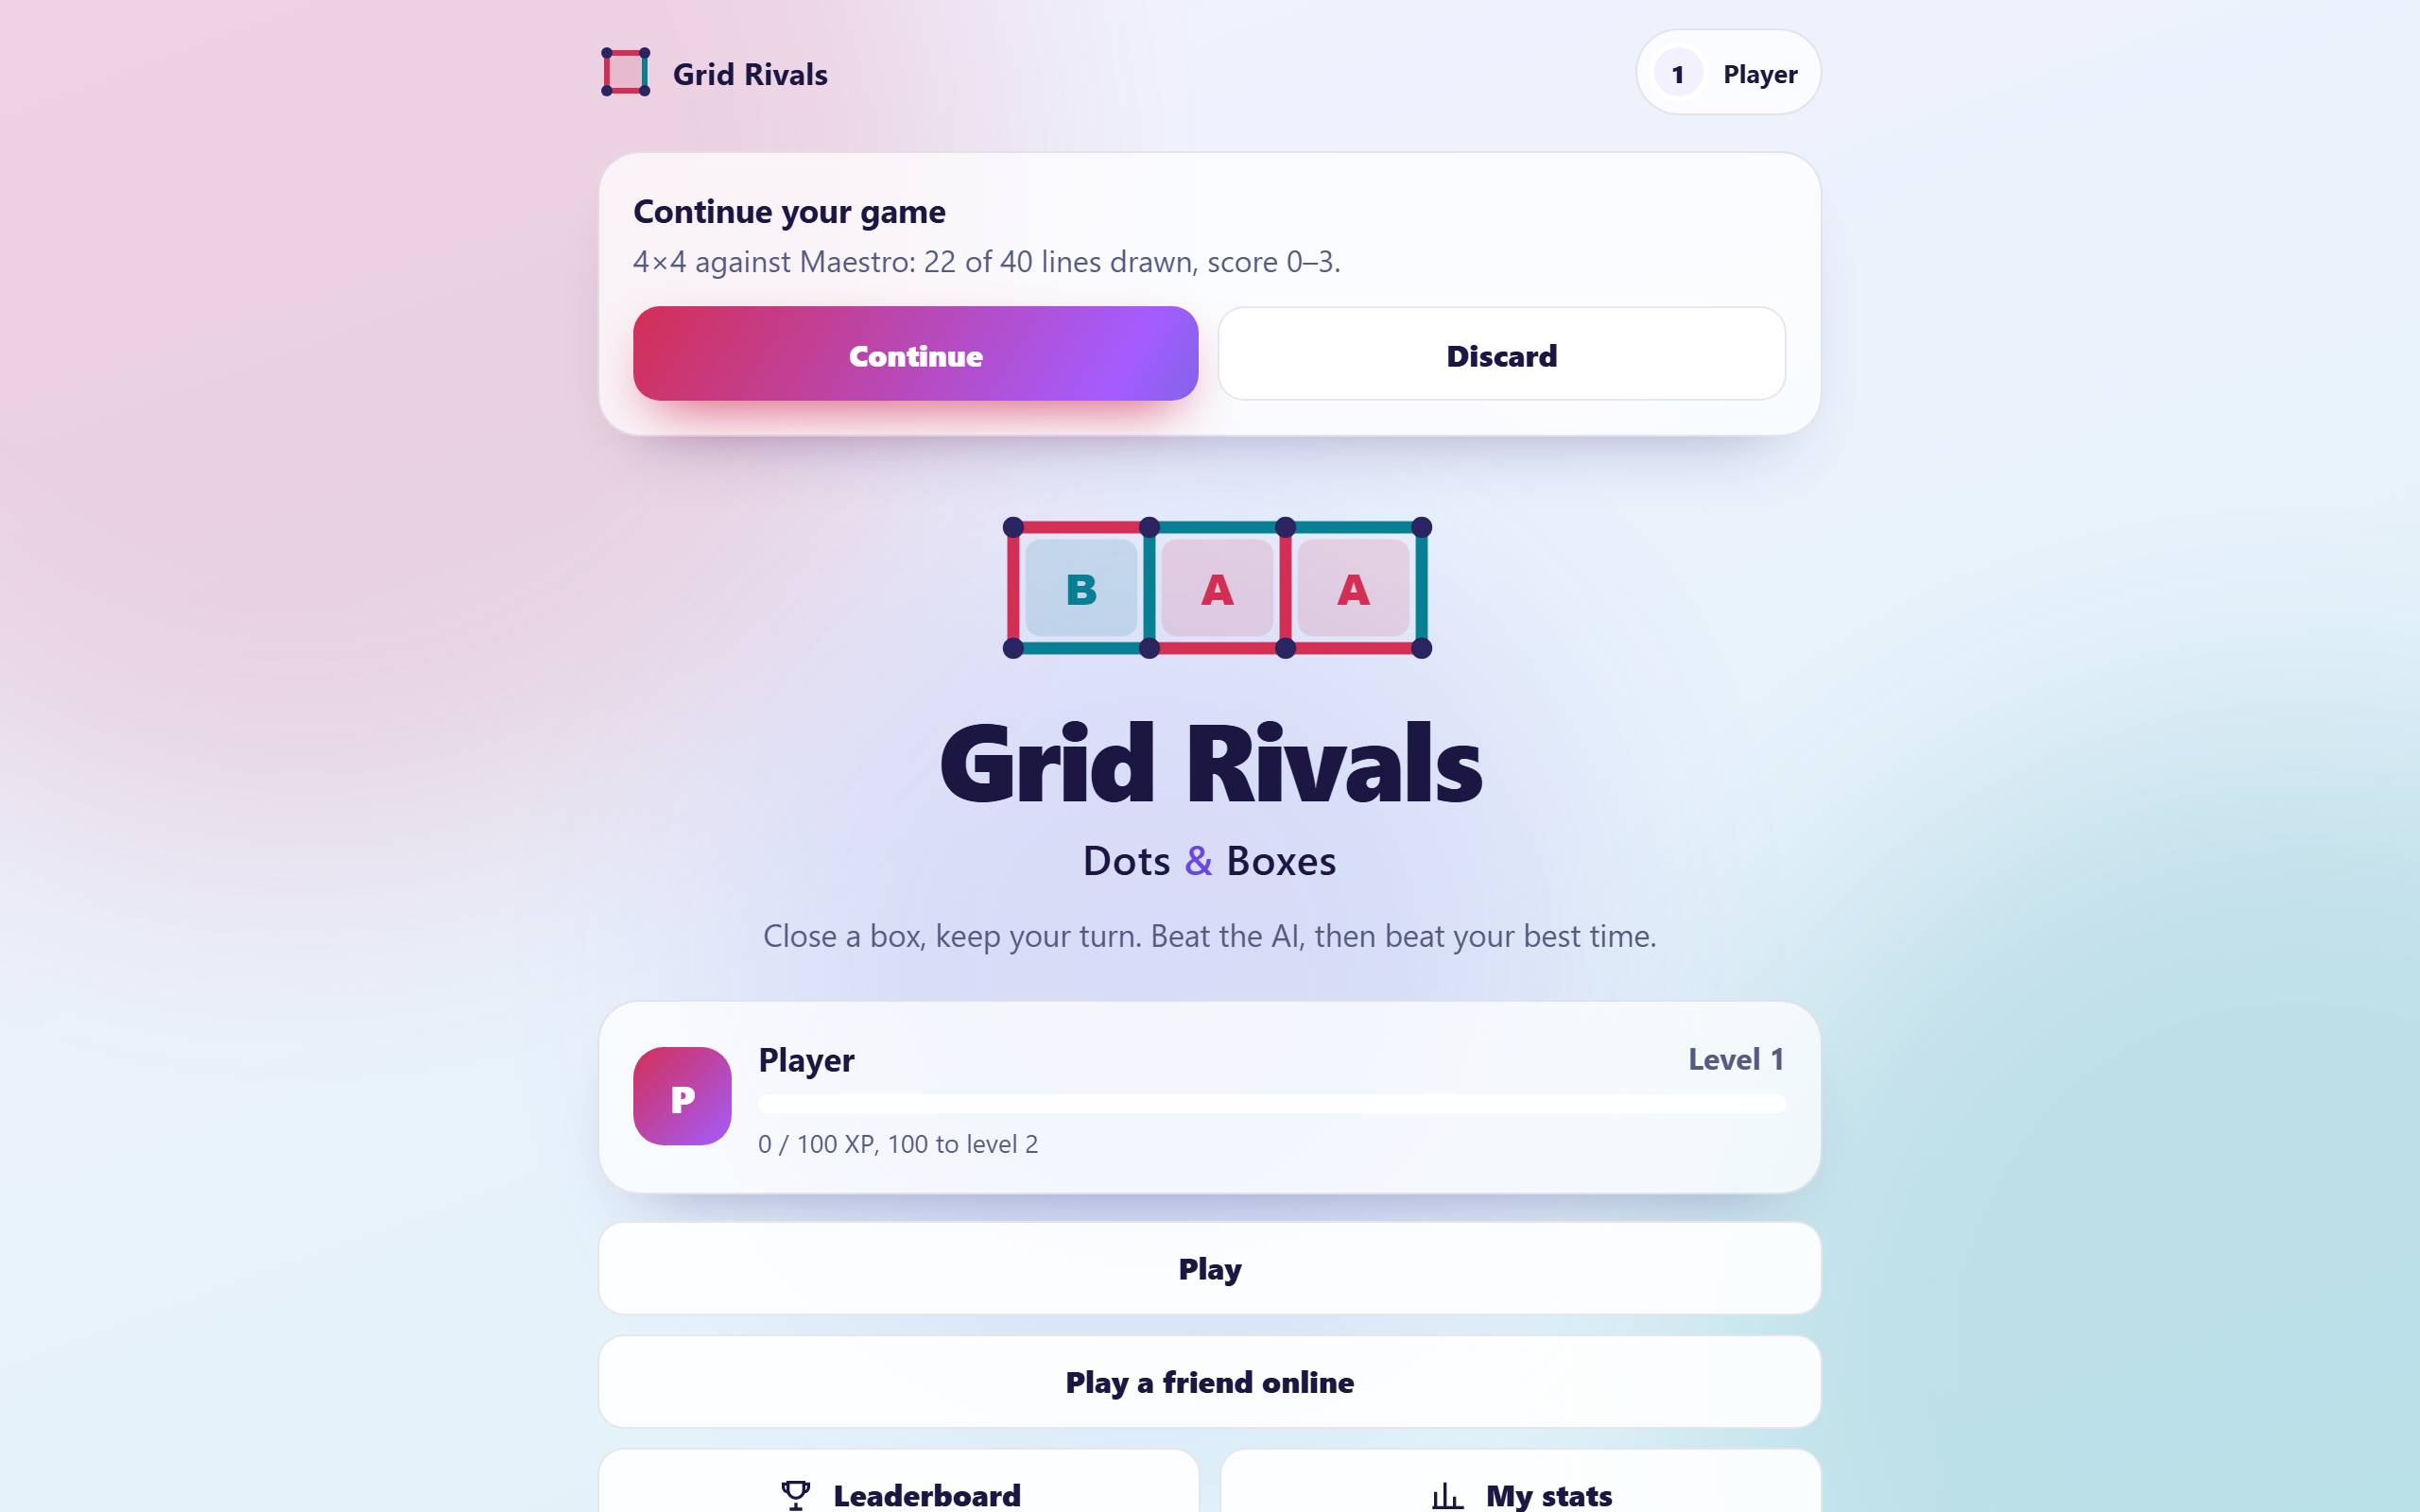 Grid Rivals
1 Player
Continue your game
4×4 against Maestro: 22 of 40 lines drawn, score 0–3.
Continue Discard
B A A
Grid Rivals
Dots & Boxes
Close a box, keep your turn. Beat the AI, then beat your best time.
P
Player Level 1
0 / 100 XP, 100 to level 2
Play
Play a friend online
Leaderboard My stats